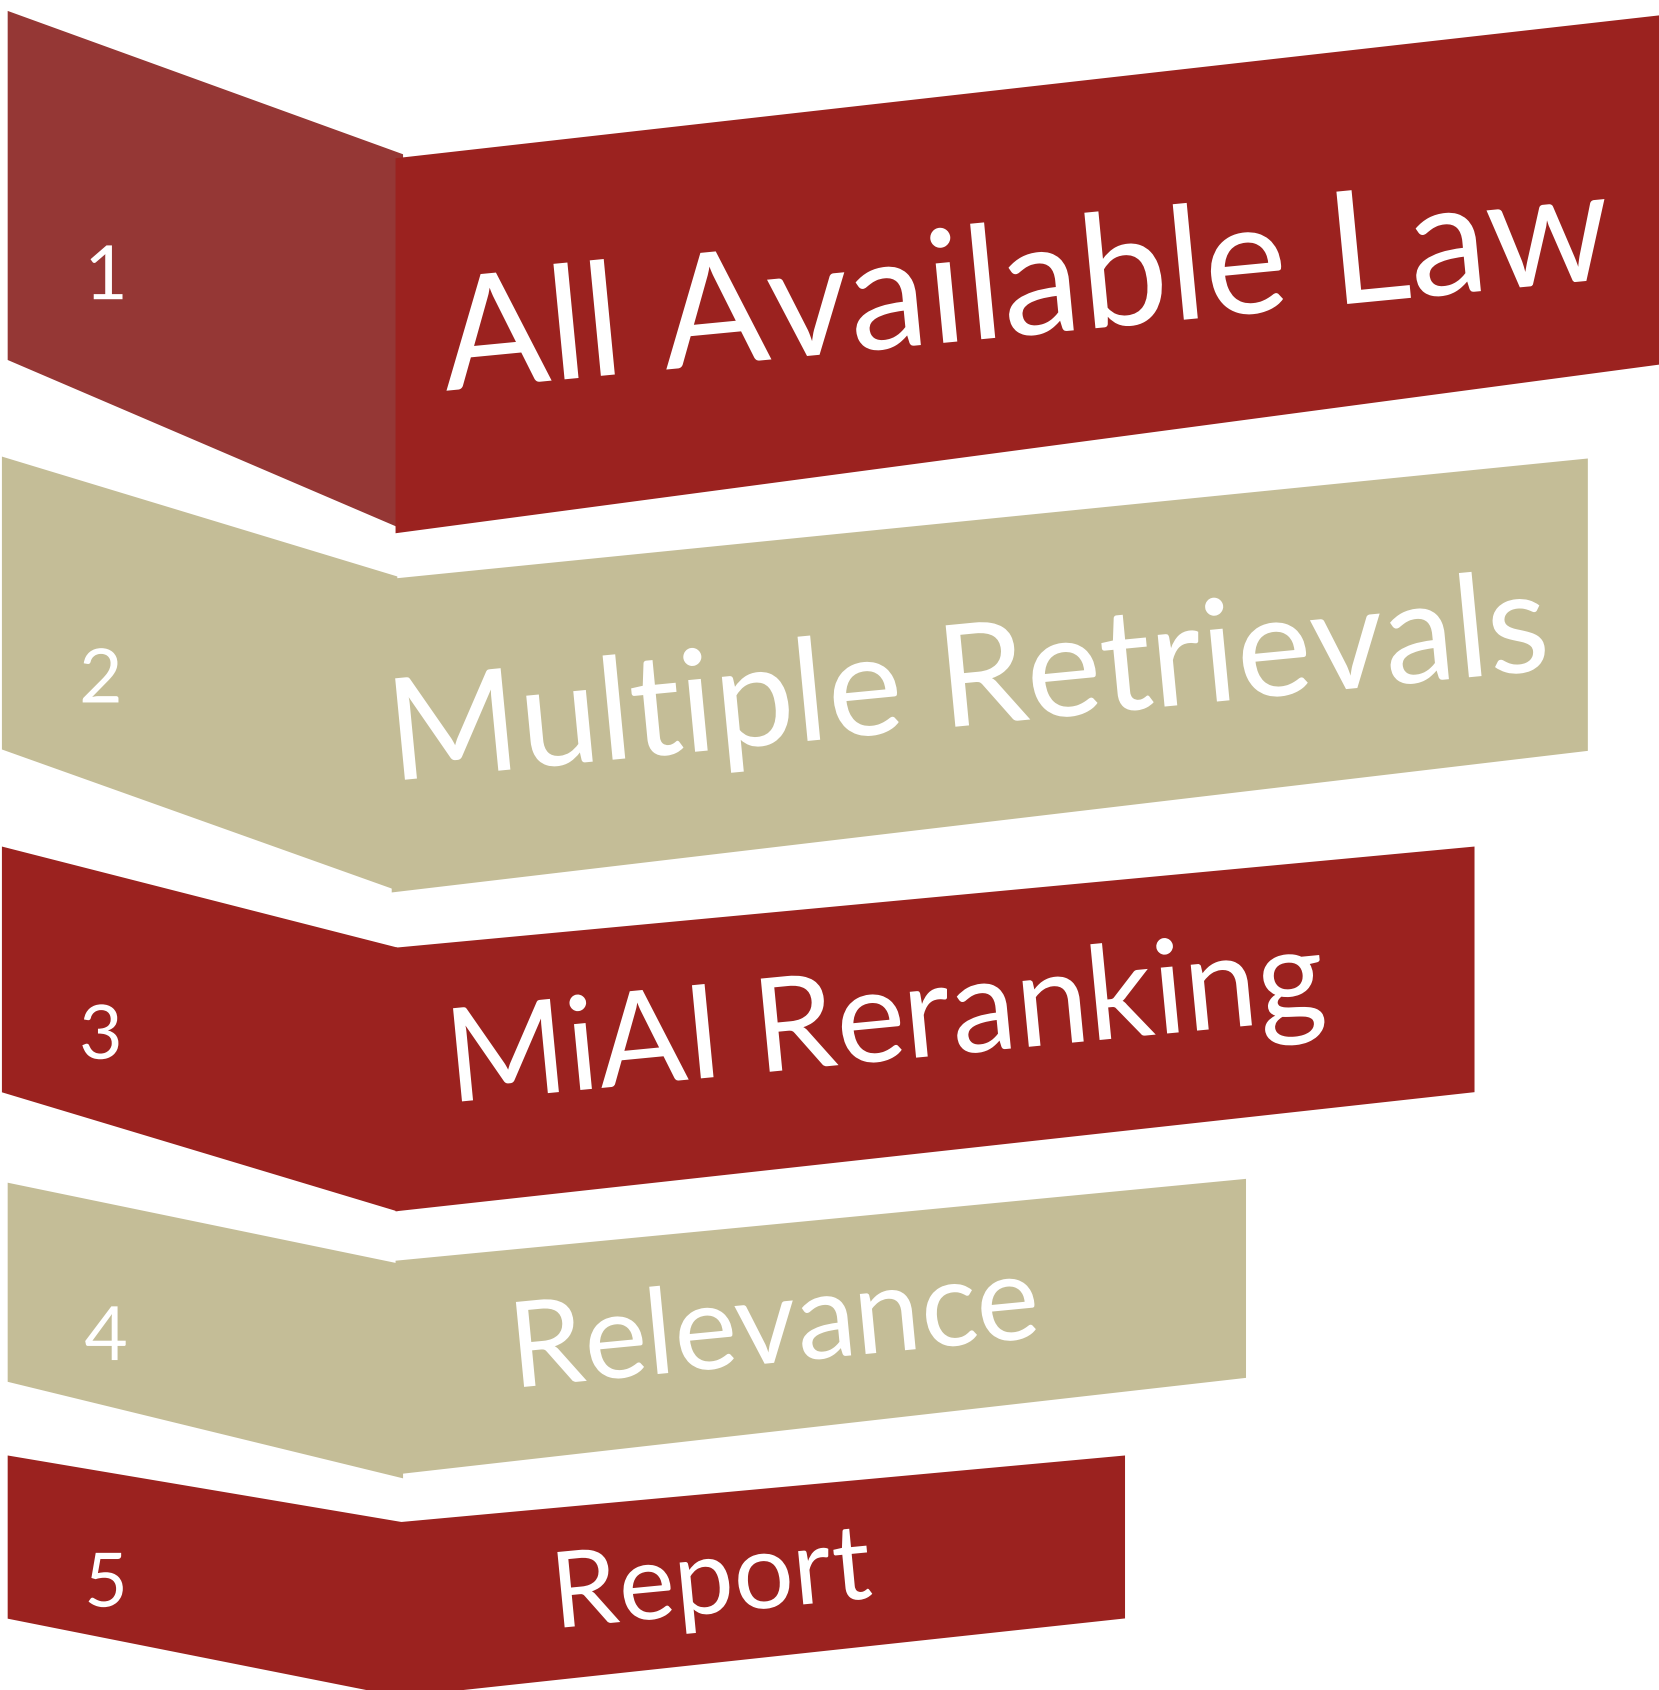 1
All Available Law
2
Multiple Retrievals
3
MiAI Reranking
4
Relevance
5
Report